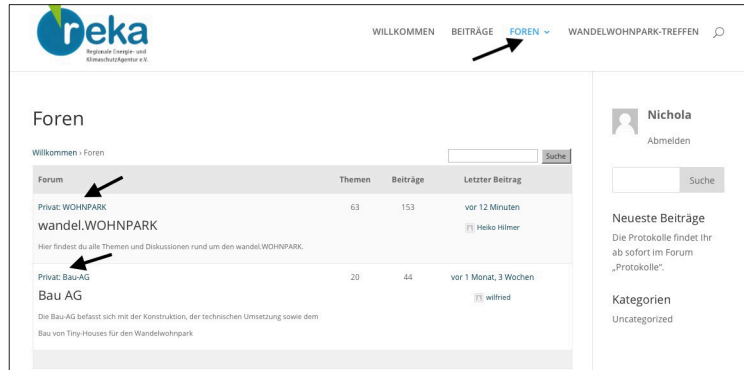 reka
Regionale Energie- und
KlimaschutzAgentur e.V.
WILLKOMMEN BEITRÄGE FOREN WANDELWOHNPARK-TREFFEN
Foren
Willkommen › Foren
Suche
Forum Themen Beiträge Letzter Beitrag
Privat: WOHNPARK 63 153 vor 12 Minuten
wandel.WOHNPARK
Heiko Hilmer
Hier findest du alle Themen und Diskussionen rund um den wandel.WOHNPARK.
Privat: Bau-AG 20 44 vor 1 Monat, 3 Wochen
Bau AG
wilfried
Die Bau-AG befasst sich mit der Konstruktion, der technischen Umsetzung sowie dem
Bau von Tiny-Houses für den Wandelwohnpark
Nichola
Abmelden
Suche
Neueste Beiträge
Die Protokolle findet Ihr
ab sofort im Forum
„Protokolle".
Kategorien
Uncategorized